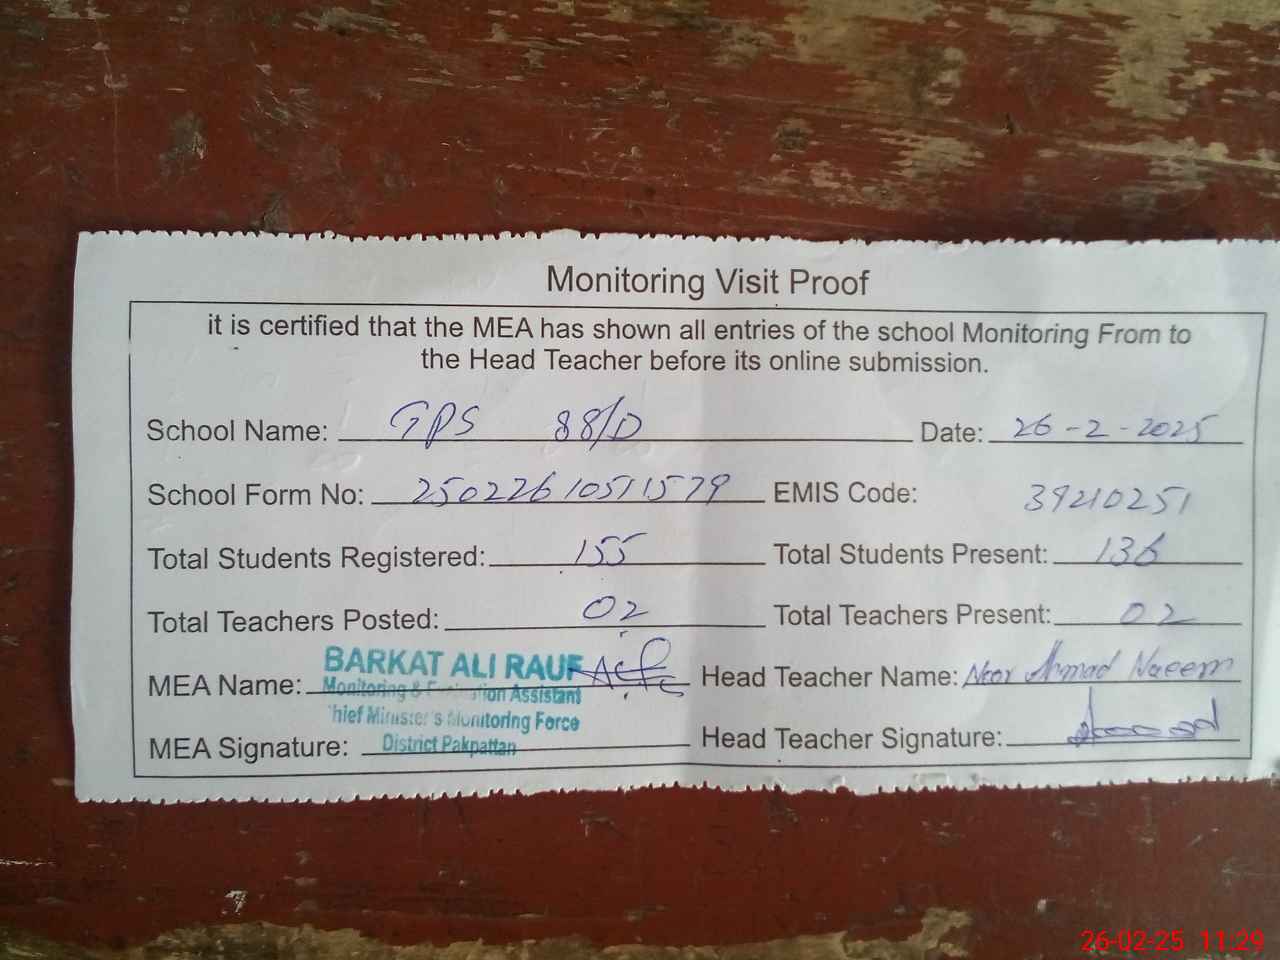 Monitoring Visit Proof
it is certified that the MEA has shown all entries of the school Monitoring From to
the Head Teacher before its online submission.
School Name: GPS 88/D Date: 26-2-2025
School Form No: 25022610511579 EMIS Code: 39210251
Total Students Registered: 155 Total Students Present: 136
Total Teachers Posted: 02 Total Teachers Present: 02
MEA Name: BARKAT ALI RAUF Head Teacher Name: Noor Ahmad Naeem
Monitoring & Evaluation Assistant
Chief Minister's Monitoring Force
MEA Signature: District Pakpattan Head Teacher Signature:
26-02-25 11:29